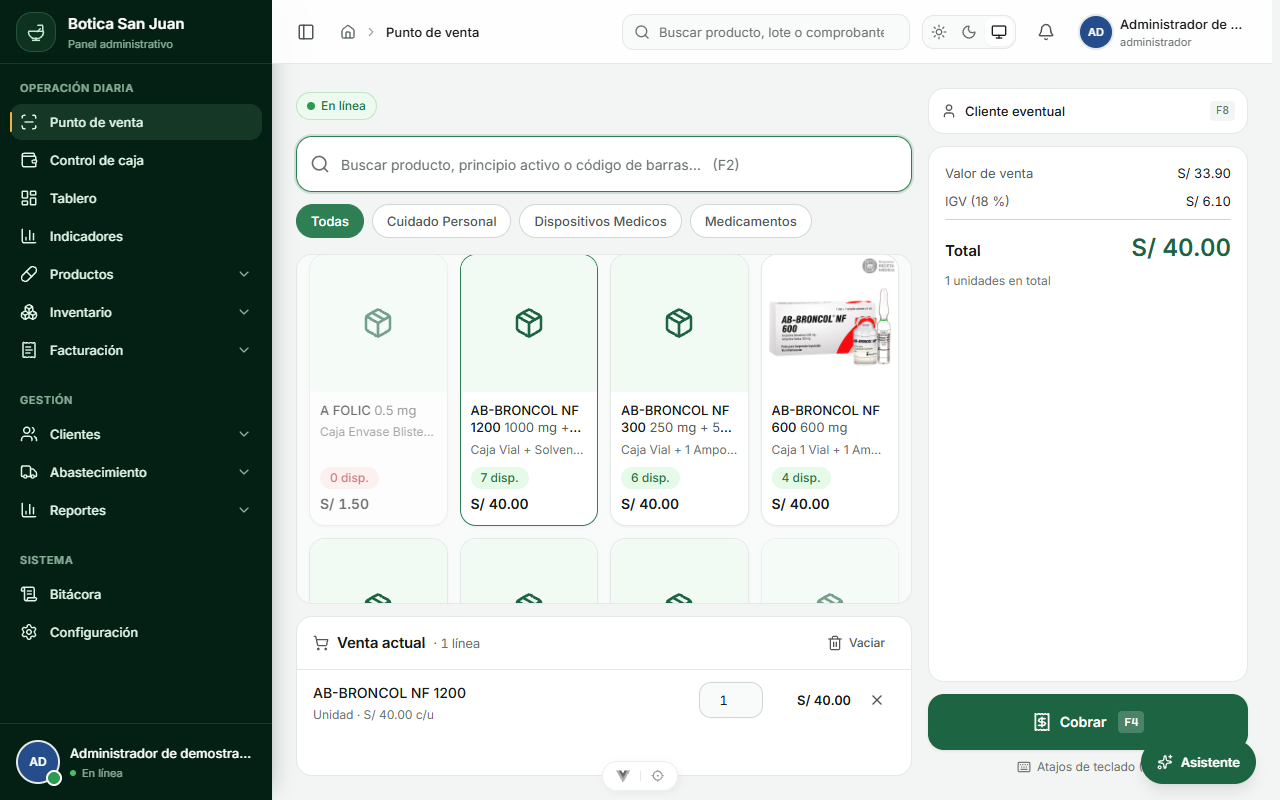 Botica San Juan
Panel administrativo
OPERACIÓN DIARIA
Punto de venta
Control de caja
Tablero
Indicadores
Productos
Inventario
Facturación
GESTIÓN
Clientes
Abastecimiento
Reportes
SISTEMA
Bitácora
Configuración
AD
Administrador de demostra...
En línea
Punto de venta
Buscar producto, lote o comprobante
AD
Administrador de ...
administrador
En línea
Buscar producto, principio activo o código de barras... (F2)
Todas
Cuidado Personal
Dispositivos Medicos
Medicamentos
A FOLIC 0.5 mg
Caja Envase Bliste...
0 disp.
S/ 1.50
AB-BRONCOL NF
1200 1000 mg +...
Caja Vial + Solven...
7 disp.
S/ 40.00
AB-BRONCOL NF
300 250 mg + 5...
Caja Vial + 1 Ampo...
6 disp.
S/ 40.00
AB-BRONCOL NF
600
AB-BRONCOL NF
600 600 mg
Caja 1 Vial + 1 Am...
4 disp.
S/ 40.00
Venta actual · 1 línea
Vaciar
AB-BRONCOL NF 1200
Unidad · S/ 40.00 c/u
1
S/ 40.00
Cliente eventual
F8
Valor de venta S/ 33.90
IGV (18 %) S/ 6.10
Total S/ 40.00
1 unidades en total
Cobrar F4
Atajos de teclado
Asistente